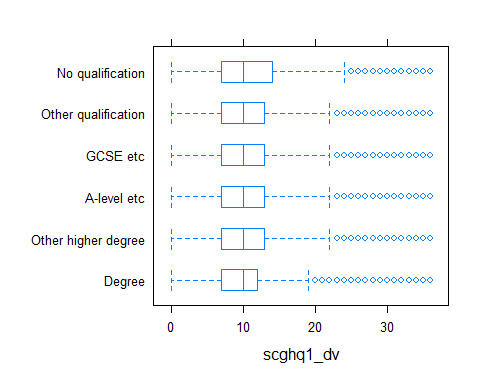 No qualification
Other qualification
GCSE etc
A-level etc
Other higher degree
Degree
0 10 20 30
scghq1_dv